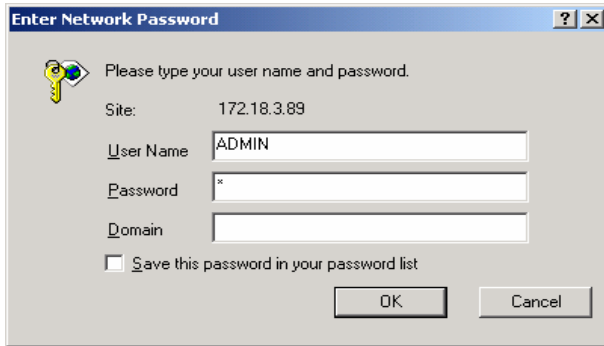 Enter Network Password
Please type your user name and password.
Site: 172.18.3.89
User Name ADMIN
Password *
Domain
Save this password in your password list
OK Cancel